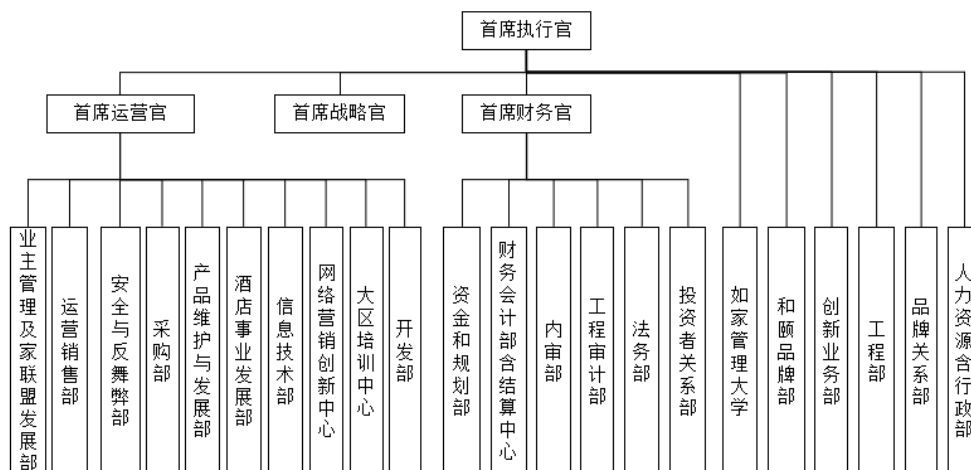 首席执行官
首席运营官
首席战略官
首席财务官
业主管理及家联盟发展部
运营销售部
安全与反舞弊部
采购部
产品维护与发展部
酒店事业发展部
信息技术部
网络营销创新中心
大区培训中心
开发部
资金和规划部
财务会计部含结算中心
内审部
工程审计部
法务部
投资者关系部
如家管理大学
和颐品牌部
创新业务部
工程部
品牌关系部
人力资源含行政部